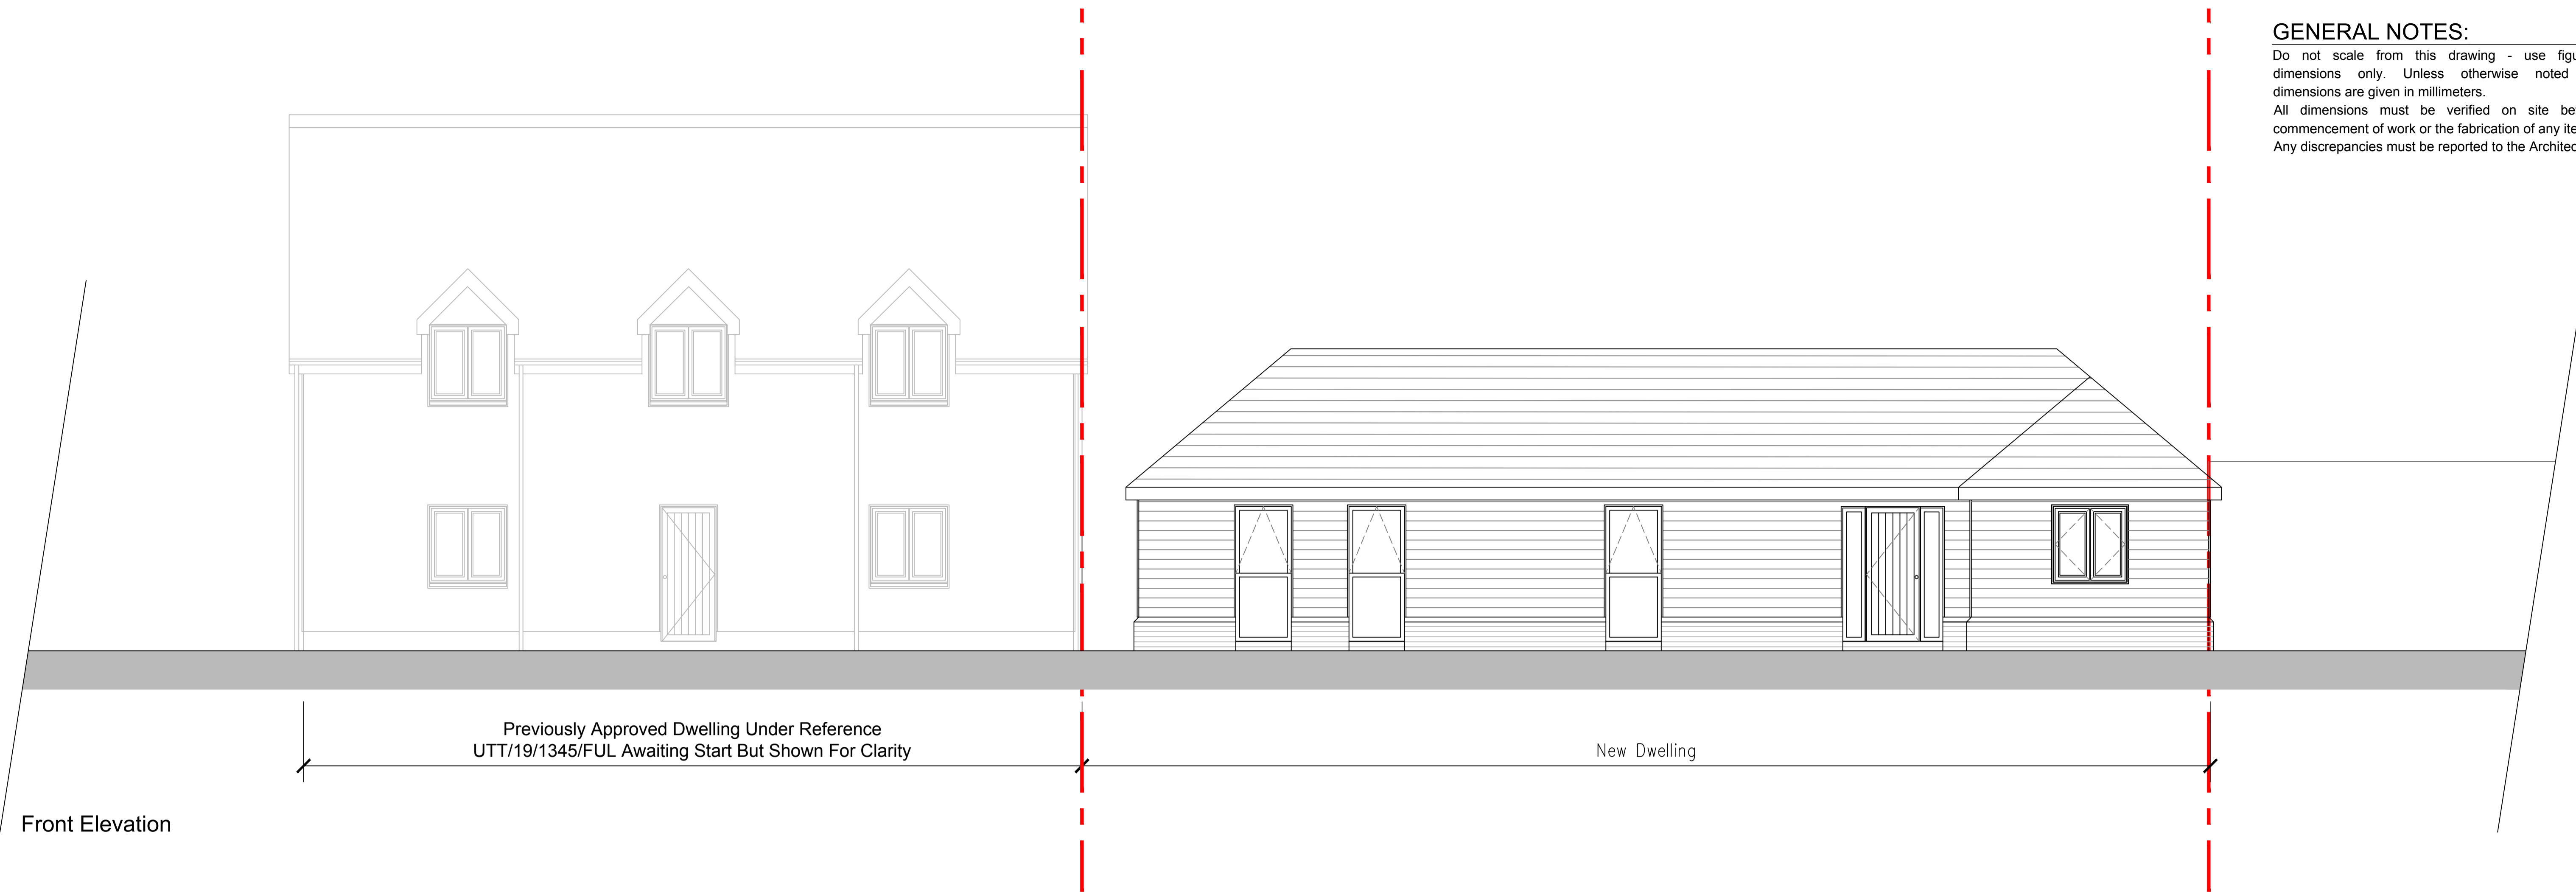 GENERAL NOTES:
Do not scale from this drawing - use
dimensions only. Unless otherwise noted
dimensions are given in millimeters.
All dimensions must be verified on site
commencement of work or the fabrication of any
Any discrepancies must be reported to the
Previously Approved Dwelling Under Reference
UTT/19/1345/FUL Awaiting Start But Shown For Clarity
New Dwelling
Front Elevation